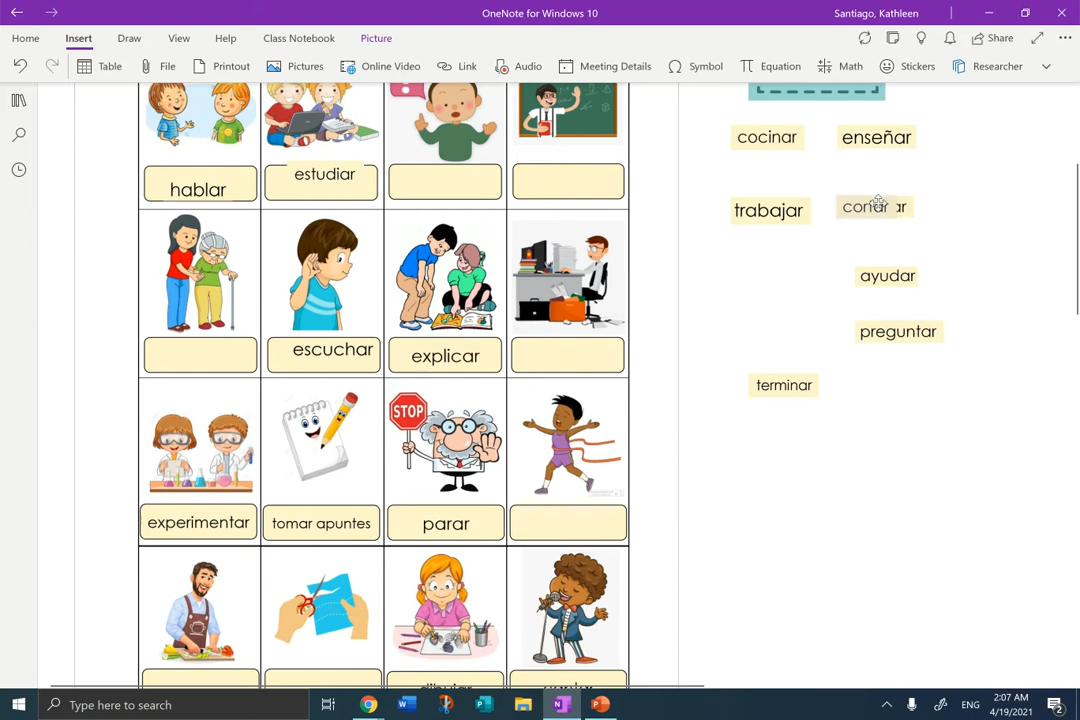 OneNote for Windows 10
Santiago, Kathleen
Home Insert Draw View Help Class Notebook Picture
Share
Table File Printout Pictures Online Video Link Audio Meeting Details Symbol Equation Math Stickers Researcher
hablar estudiar
cocinar enseñar
trabajar
ayudar
escuchar explicar
preguntar
STOP
terminar
experimentar tomar apuntes parar
Type here to search
ENG
2:07 AM
4/19/2021
2